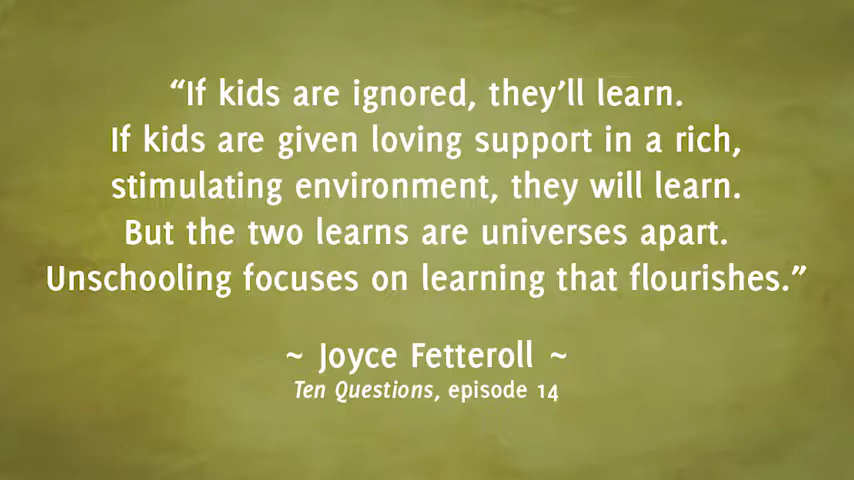 “If kids are ignored, they’ll learn.
If kids are given loving support in a rich,
stimulating environment, they will learn.
But the two learns are universes apart.
Unschooling focuses on learning that flourishes.”
~ Joyce Fetteroll ~
Ten Questions, episode 14